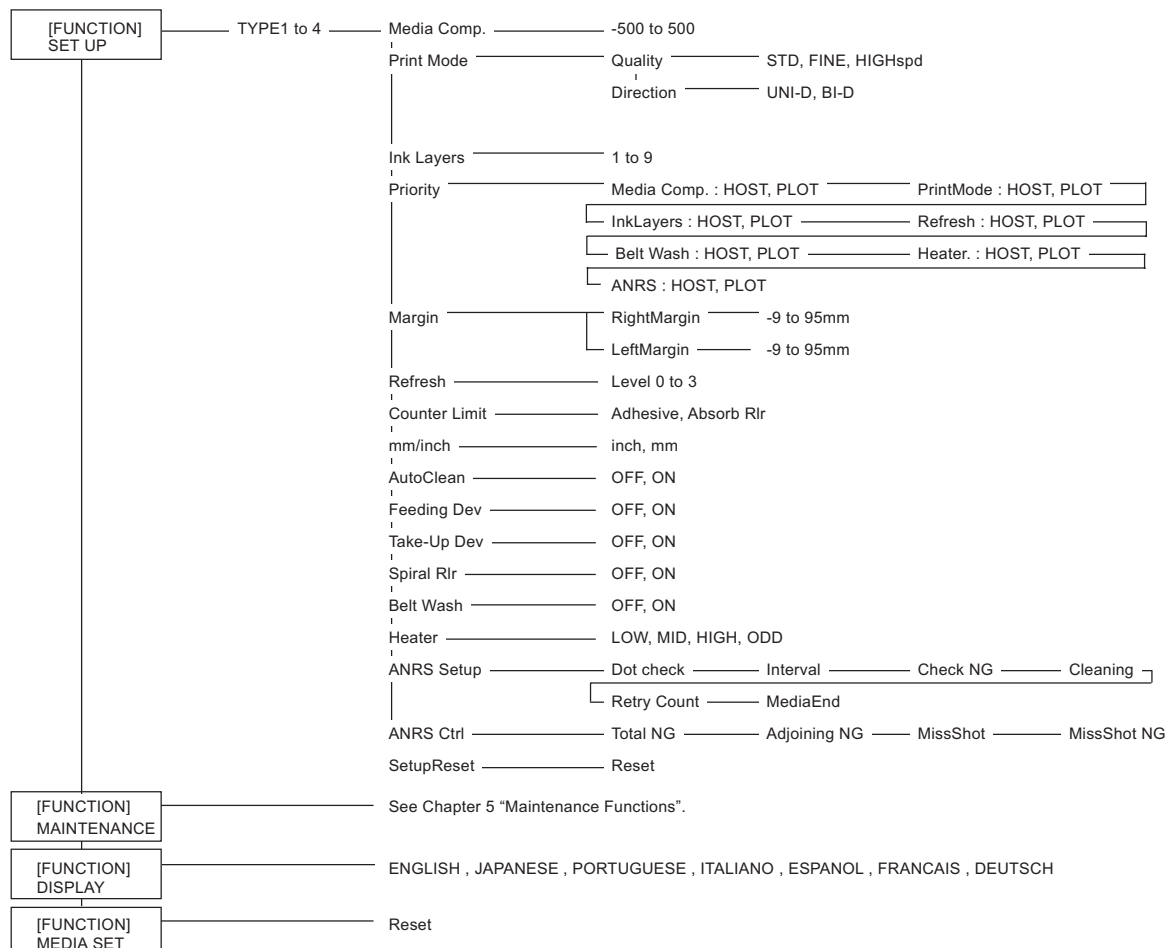 [FUNCTION] TYPE1 to 4 Media Comp. -500 to 500
SET UP
Print Mode Quality STD, FINE, HIGHspd
Direction UNI-D, BI-D
Ink Layers 1 to 9
Priority Media Comp. : HOST, PLOT PrintMode : HOST, PLOT
InkLayers : HOST, PLOT Refresh : HOST, PLOT
Belt Wash : HOST, PLOT Heater. : HOST, PLOT
ANRS : HOST, PLOT
Margin RightMargin -9 to 95mm
LeftMargin -9 to 95mm
Refresh Level 0 to 3
Counter Limit Adhesive, Absorb Rlr
mm/inch inch, mm
AutoClean OFF, ON
Feeding Dev OFF, ON
Take-Up Dev OFF, ON
Spiral Rlr OFF, ON
Belt Wash OFF, ON
Heater LOW, MID, HIGH, ODD
ANRS Setup Dot check Interval Check NG Cleaning
Retry Count MediaEnd
ANRS Ctrl Total NG Adjoining NG MissShot MissShot NG
SetupReset Reset
[FUNCTION] See Chapter 5 “Maintenance Functions”.
MAINTENANCE
[FUNCTION] ENGLISH , JAPANESE , PORTUGUESE , ITALIANO , ESPANOL , FRANCAIS , DEUTSCH
DISPLAY
[FUNCTION] Reset
MEDIA SET